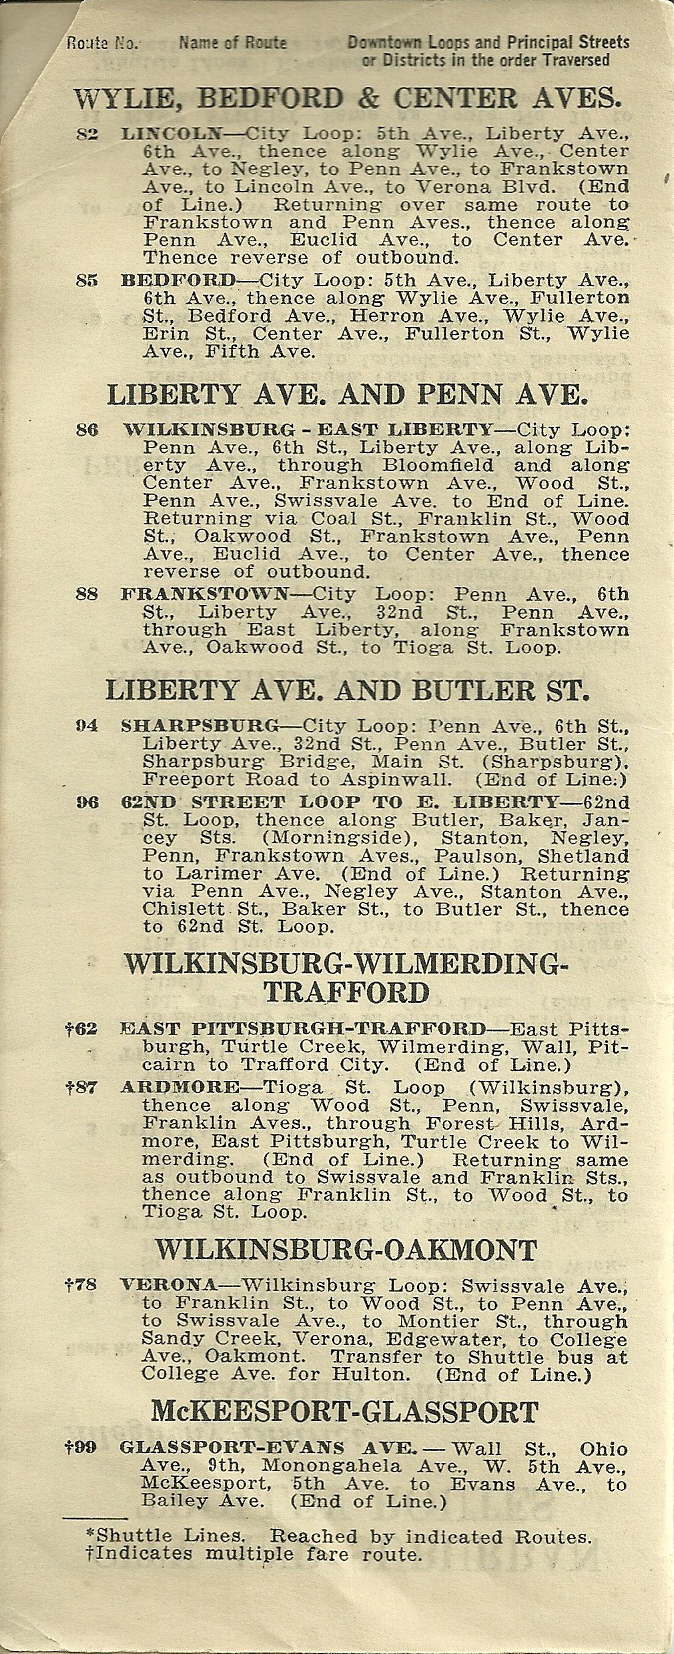 Route No. Name of Route Downtown Loops and Principal Streets
or Districts in the order Traversed
WYLIE, BEDFORD & CENTER AVES.
82 LINCOLN—City Loop: 5th Ave., Liberty Ave.,
6th Ave., thence along Wylie Ave., Center
Ave., to Negley, to Penn Ave., to Frankstown
Ave., to Lincoln Ave., to Verona Blvd. (End
of Line.) Returning over same route to
Frankstown and Penn Aves., thence along
Penn Ave., Euclid Ave., to Center Ave.
Thence reverse of outbound.
85 BEDFORD—City Loop: 5th Ave., Liberty Ave.,
6th Ave., thence along Wylie Ave., Fullerton
St., Bedford Ave., Herron Ave., Wylie Ave.,
Erin St., Center Ave., Fullerton St., Wylie
Ave., Fifth Ave.
LIBERTY AVE. AND PENN AVE.
86 WILKINSBURG - EAST LIBERTY—City Loop:
Penn Ave., 6th St., Liberty Ave., along Lib-
erty Ave., through Bloomfield and along
Center Ave., Frankstown Ave., Wood St.,
Penn Ave., Swissvale Ave. to End of Line.
Returning via Coal St., Franklin St., Wood
St., Oakwood St., Frankstown Ave., Penn
Ave., Euclid Ave., to Center Ave., thence
reverse of outbound.
88 FRANKSTOWN—City Loop: Penn Ave., 6th
St., Liberty Ave., 32nd St., Penn Ave.,
through East Liberty, along Frankstown
Ave., Oakwood St., to Tioga St. Loop.
LIBERTY AVE. AND BUTLER ST.
94 SHARPSBURG—City Loop: Penn Ave., 6th St.,
Liberty Ave., 32nd St., Penn Ave., Butler St.,
Sharpsburg Bridge, Main St. (Sharpsburg),
Freeport Road to Aspinwall. (End of Line.)
96 62ND STREET LOOP TO E. LIBERTY—62nd
St. Loop, thence along Butler, Baker, Jan-
cey Sts. (Morningside), Stanton, Negley,
Penn, Frankstown Aves., Paulson, Shetland
to Larimer Ave. (End of Line.) Returning
via Penn Ave., Negley Ave., Stanton Ave.,
Chislett St., Baker St., to Butler St., thence
to 62nd St. Loop.
WILKINSBURG-WILMERDING-
TRAFFORD
†62 EAST PITTSBURGH-TRAFFORD—East Pitts-
burgh, Turtle Creek, Wilmerding, Wall, Pit-
cairn to Trafford City. (End of Line.)
†87 ARDMORE—Tioga St. Loop (Wilkinsburg),
thence along Wood St., Penn, Swissvale,
Franklin Aves., through Forest Hills, Ard-
more, East Pittsburgh, Turtle Creek to Wil-
merding. (End of Line.) Returning same
as outbound to Swissvale and Franklin Sts.,
thence along Franklin St., to Wood St., to
Tioga St. Loop.
WILKINSBURG-OAKMONT
†78 VERONA—Wilkinsburg Loop: Swissvale Ave.,
to Franklin St., to Wood St., to Penn Ave.,
to Swissvale Ave., to Montier St., through
Sandy Creek, Verona, Edgewater, to College
Ave., Oakmont. Transfer to Shuttle bus at
College Ave. for Hulton. (End of Line.)
McKEESPORT-GLASSPORT
†99 GLASSPORT-EVANS AVE.—Wall St., Ohio
Ave., 9th, Monongahela Ave., W. 5th Ave.,
McKeesport, 5th Ave. to Evans Ave., to
Bailey Ave. (End of Line.)
*Shuttle Lines. Reached by indicated Routes.
†Indicates multiple fare route.